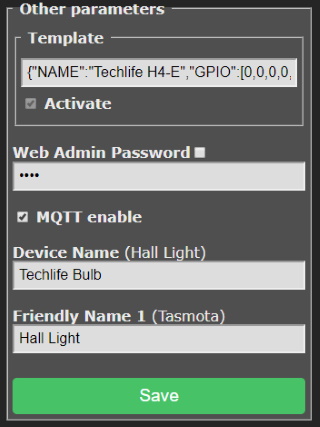 Other parameters
Template
{"NAME":"Techlife H4-E","GPIO":[0,0,0,0,
Activate
Web Admin Password
••••
MQTT enable
Device Name (Hall Light)
Techlife Bulb
Friendly Name 1 (Tasmota)
Hall Light
Save